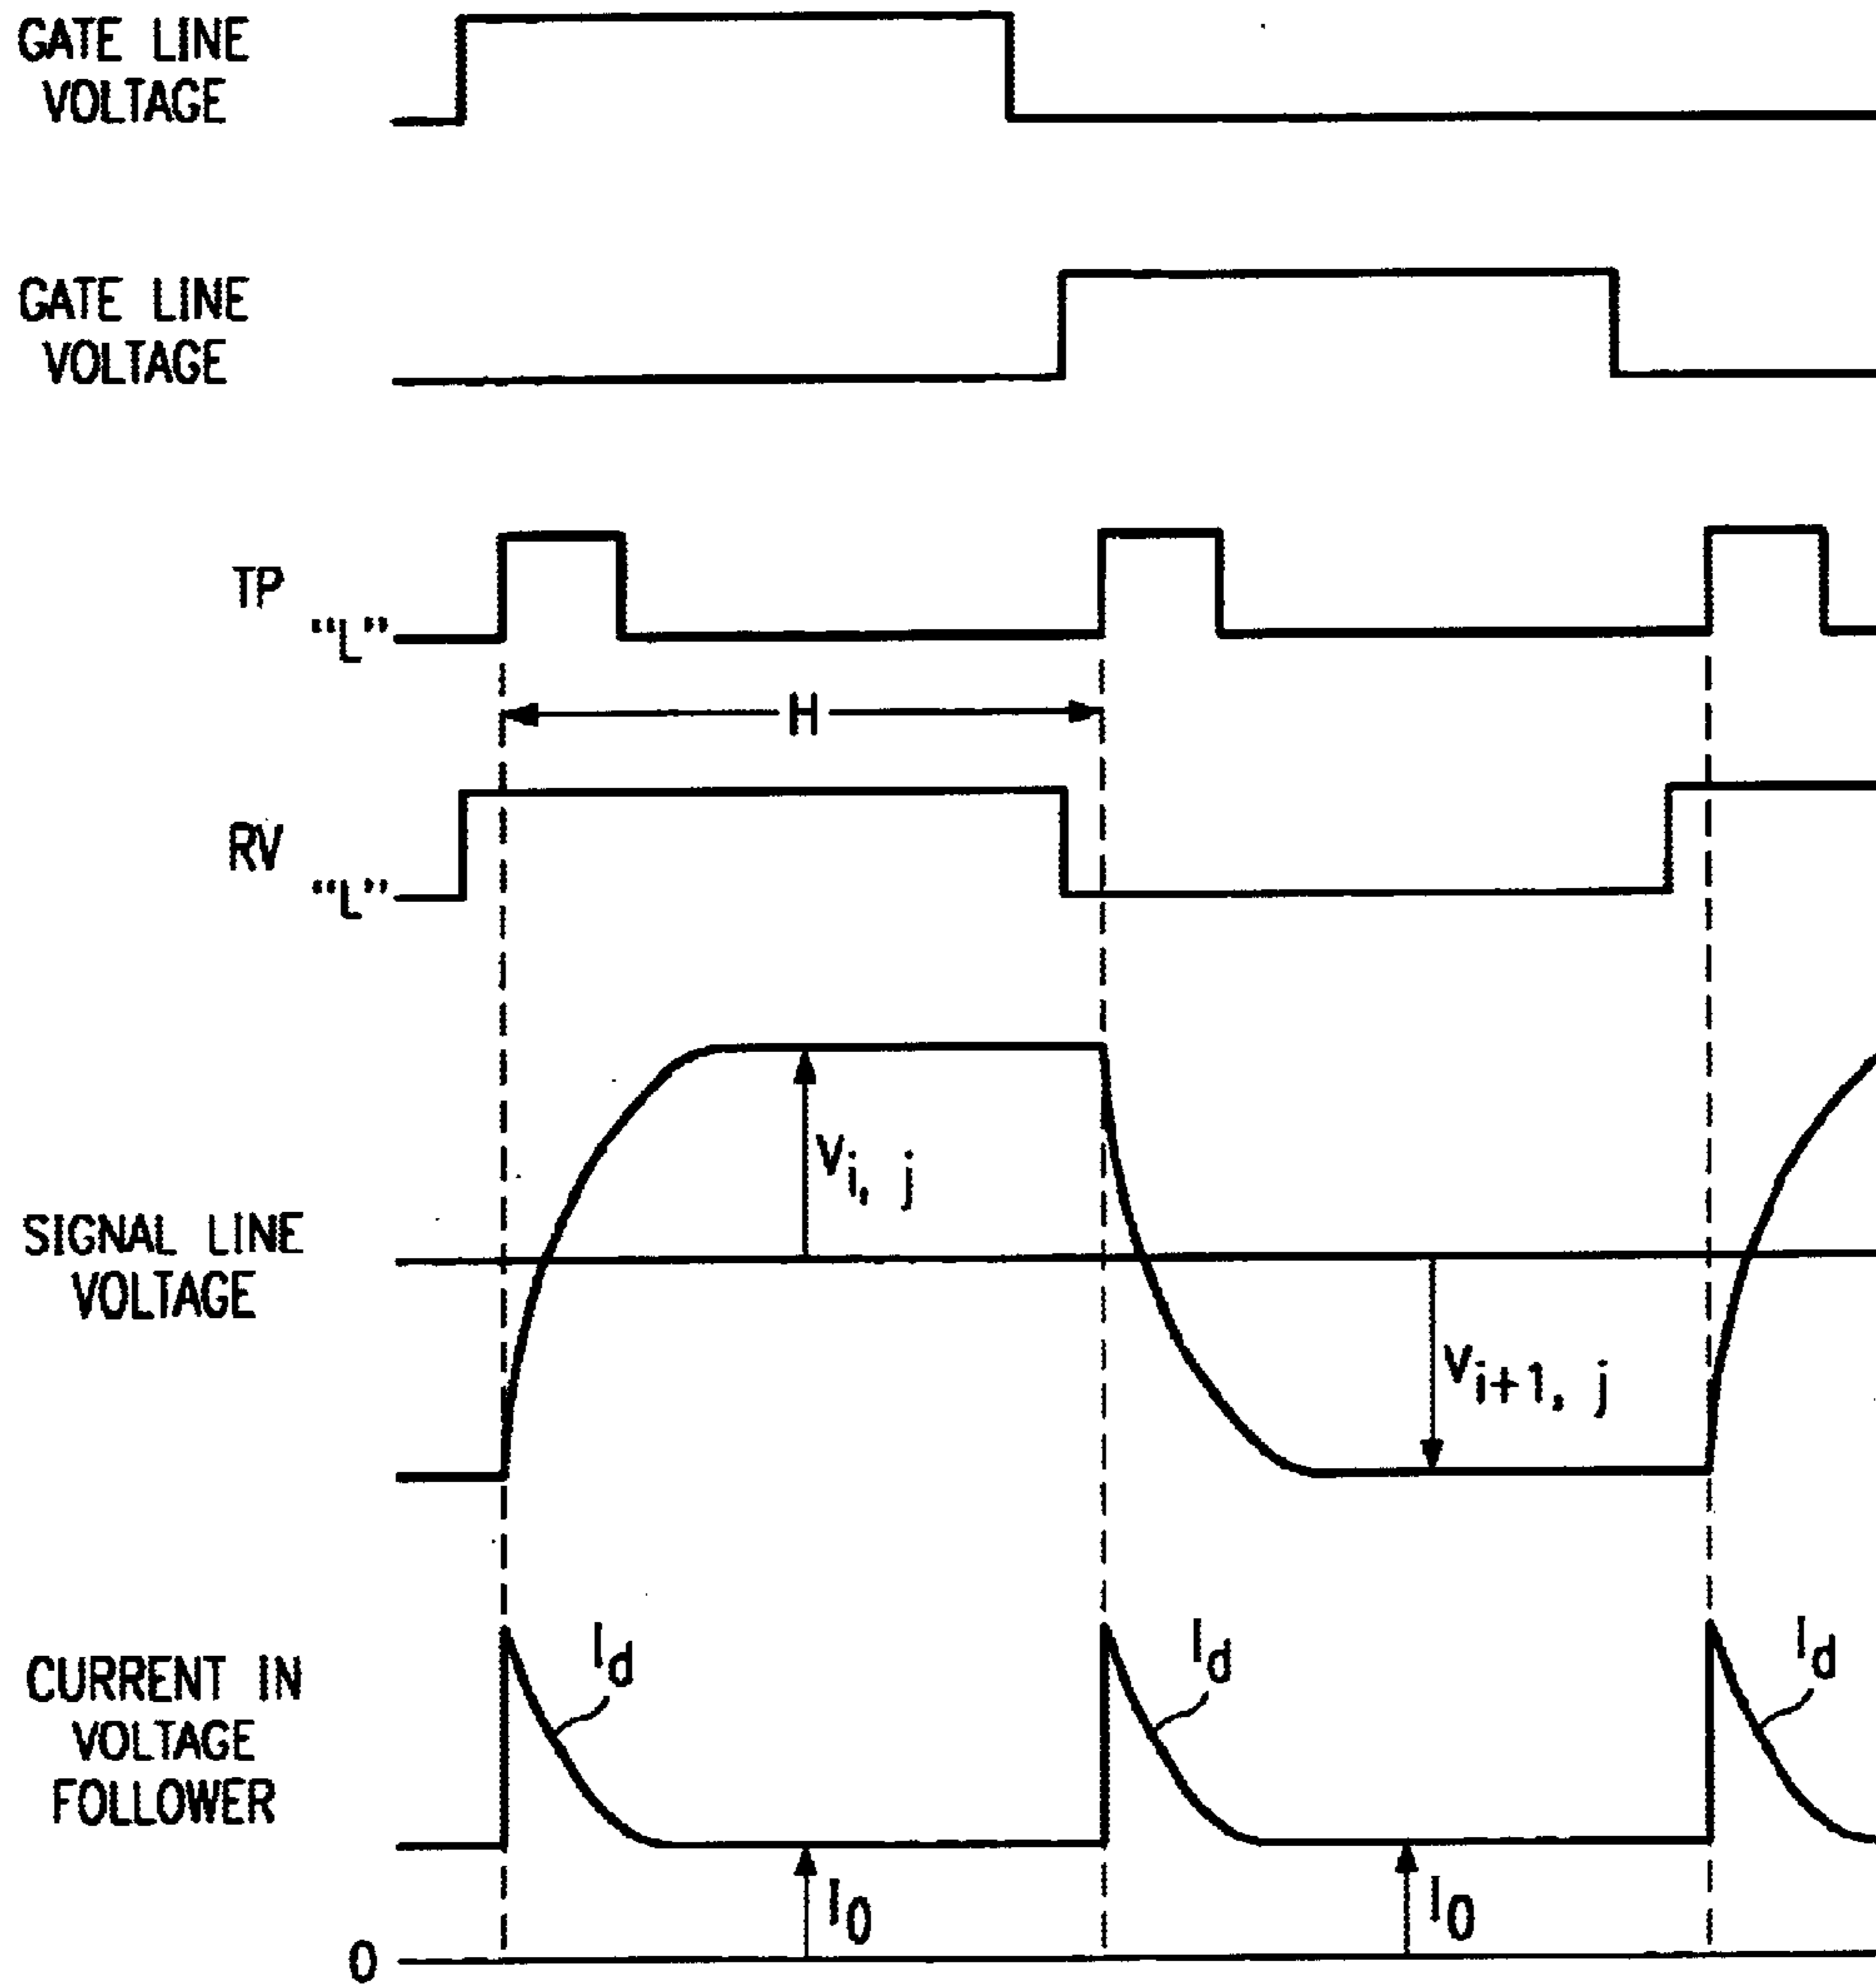 GATE LINE
VOLTAGE
GATE LINE
VOLTAGE
TP
"L"
H
RV
"L"
Vi, j
SIGNAL LINE
VOLTAGE
Vi+1, j
Id
Id
Id
CURRENT IN
VOLTAGE
FOLLOWER
I0
I0
0